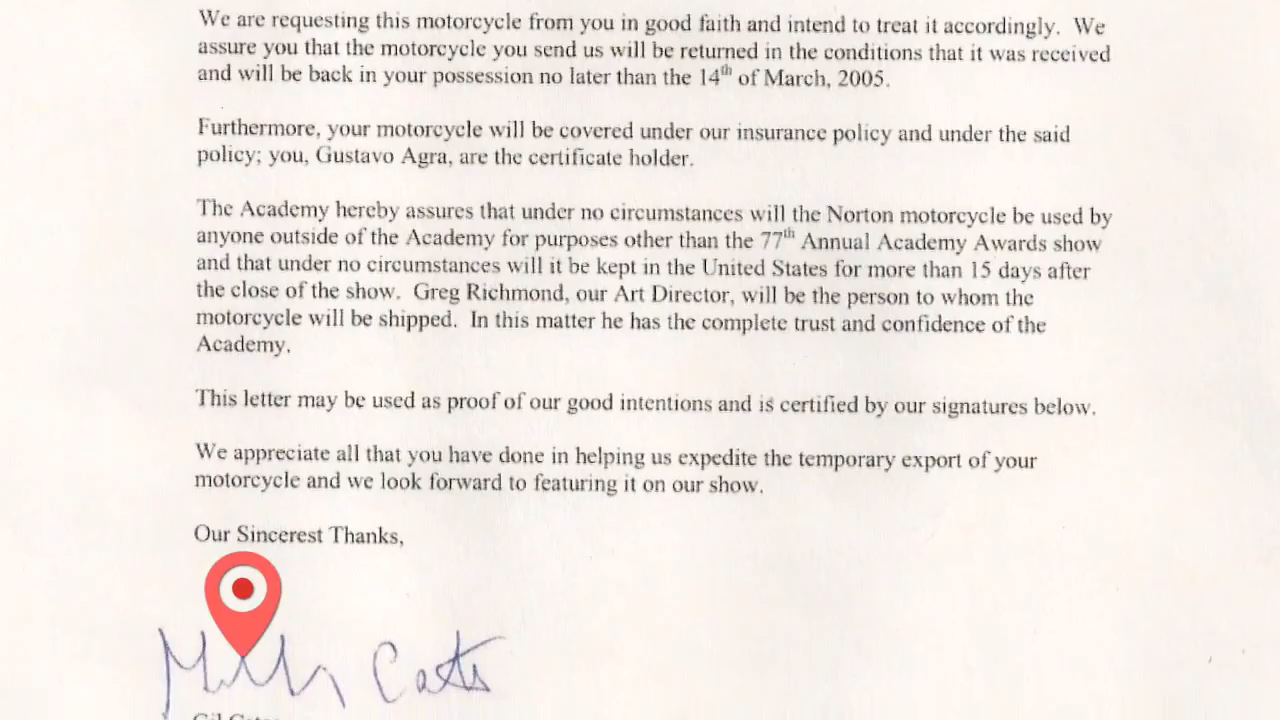 We are requesting this motorcycle from you in good faith and intend to treat it accordingly. We
assure you that the motorcycle you send us will be returned in the conditions that it was received
and will be back in your possession no later than the 14th of March, 2005.
Furthermore, your motorcycle will be covered under our insurance policy and under the said
policy; you, Gustavo Agra, are the certificate holder.
The Academy hereby assures that under no circumstances will the Norton motorcycle be used by
anyone outside of the Academy for purposes other than the 77th Annual Academy Awards show
and that under no circumstances will it be kept in the United States for more than 15 days after
the close of the show. Greg Richmond, our Art Director, will be the person to whom the
motorcycle will be shipped. In this matter he has the complete trust and confidence of the
Academy.
This letter may be used as proof of our good intentions and is certified by our signatures below.
We appreciate all that you have done in helping us expedite the temporary export of your
motorcycle and we look forward to featuring it on our show.
Our Sincerest Thanks,